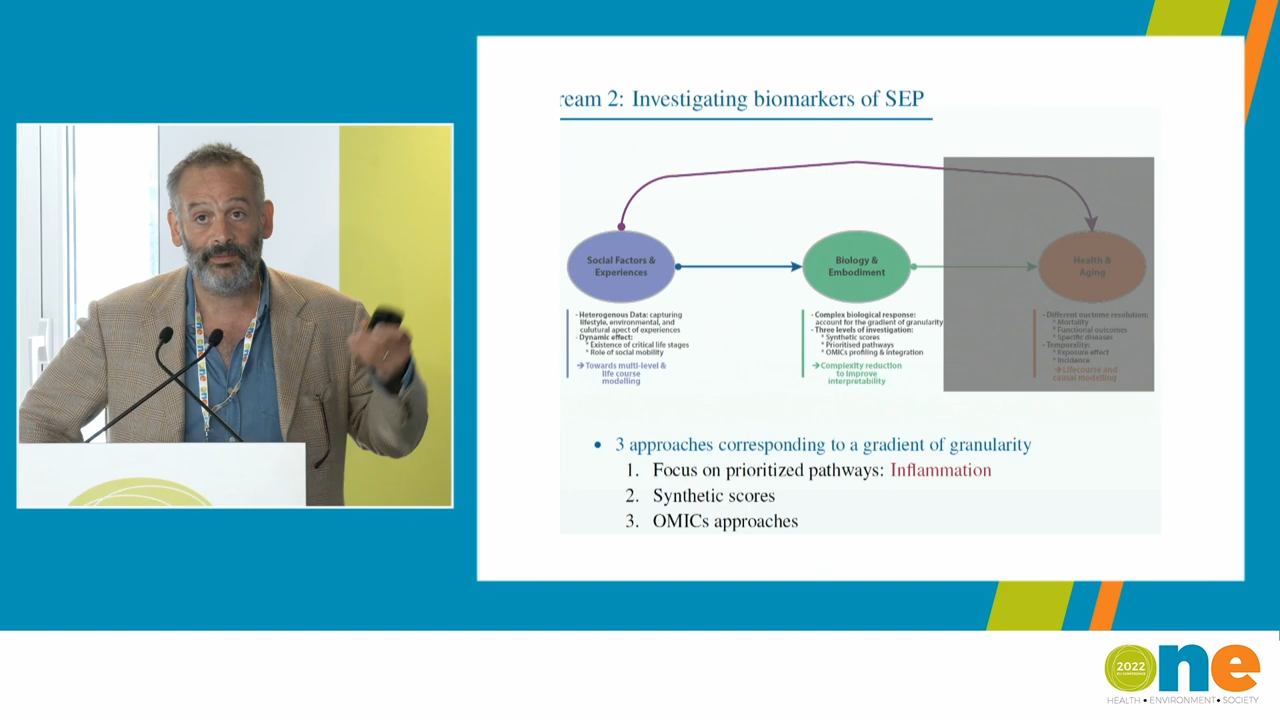 ream 2: Investigating biomarkers of SEP
Social Factors &
Experiences
Biology &
Embodiment
Health &
Aging
- Heterogenous Data: capturing
lifestyle, environmental, and
culutural aspect of experiences
- Dynamic effect:
* Existence of critical life stages
* Role of social mobility
→ Towards multi-level &
life course
modelling
- Complex biological response:
account for the gradient of granularity
- Three levels of investigation:
* Synthetic scores
* Prioritised pathways
* OMICs profiling & integration
→ Complexity reduction
to improve
interpretability
- Different outcome resolution:
* Mortality
* Functional outcomes
* Specific diseases
- Temporality:
* Exposure effect
* Incidence
→ Lifecourse and
causal modelling
• 3 approaches corresponding to a gradient of granularity
1. Focus on prioritized pathways: Inflammation
2. Synthetic scores
3. OMICs approaches
2022
one
HEALTH • ENVIRONMENT • SOCIETY